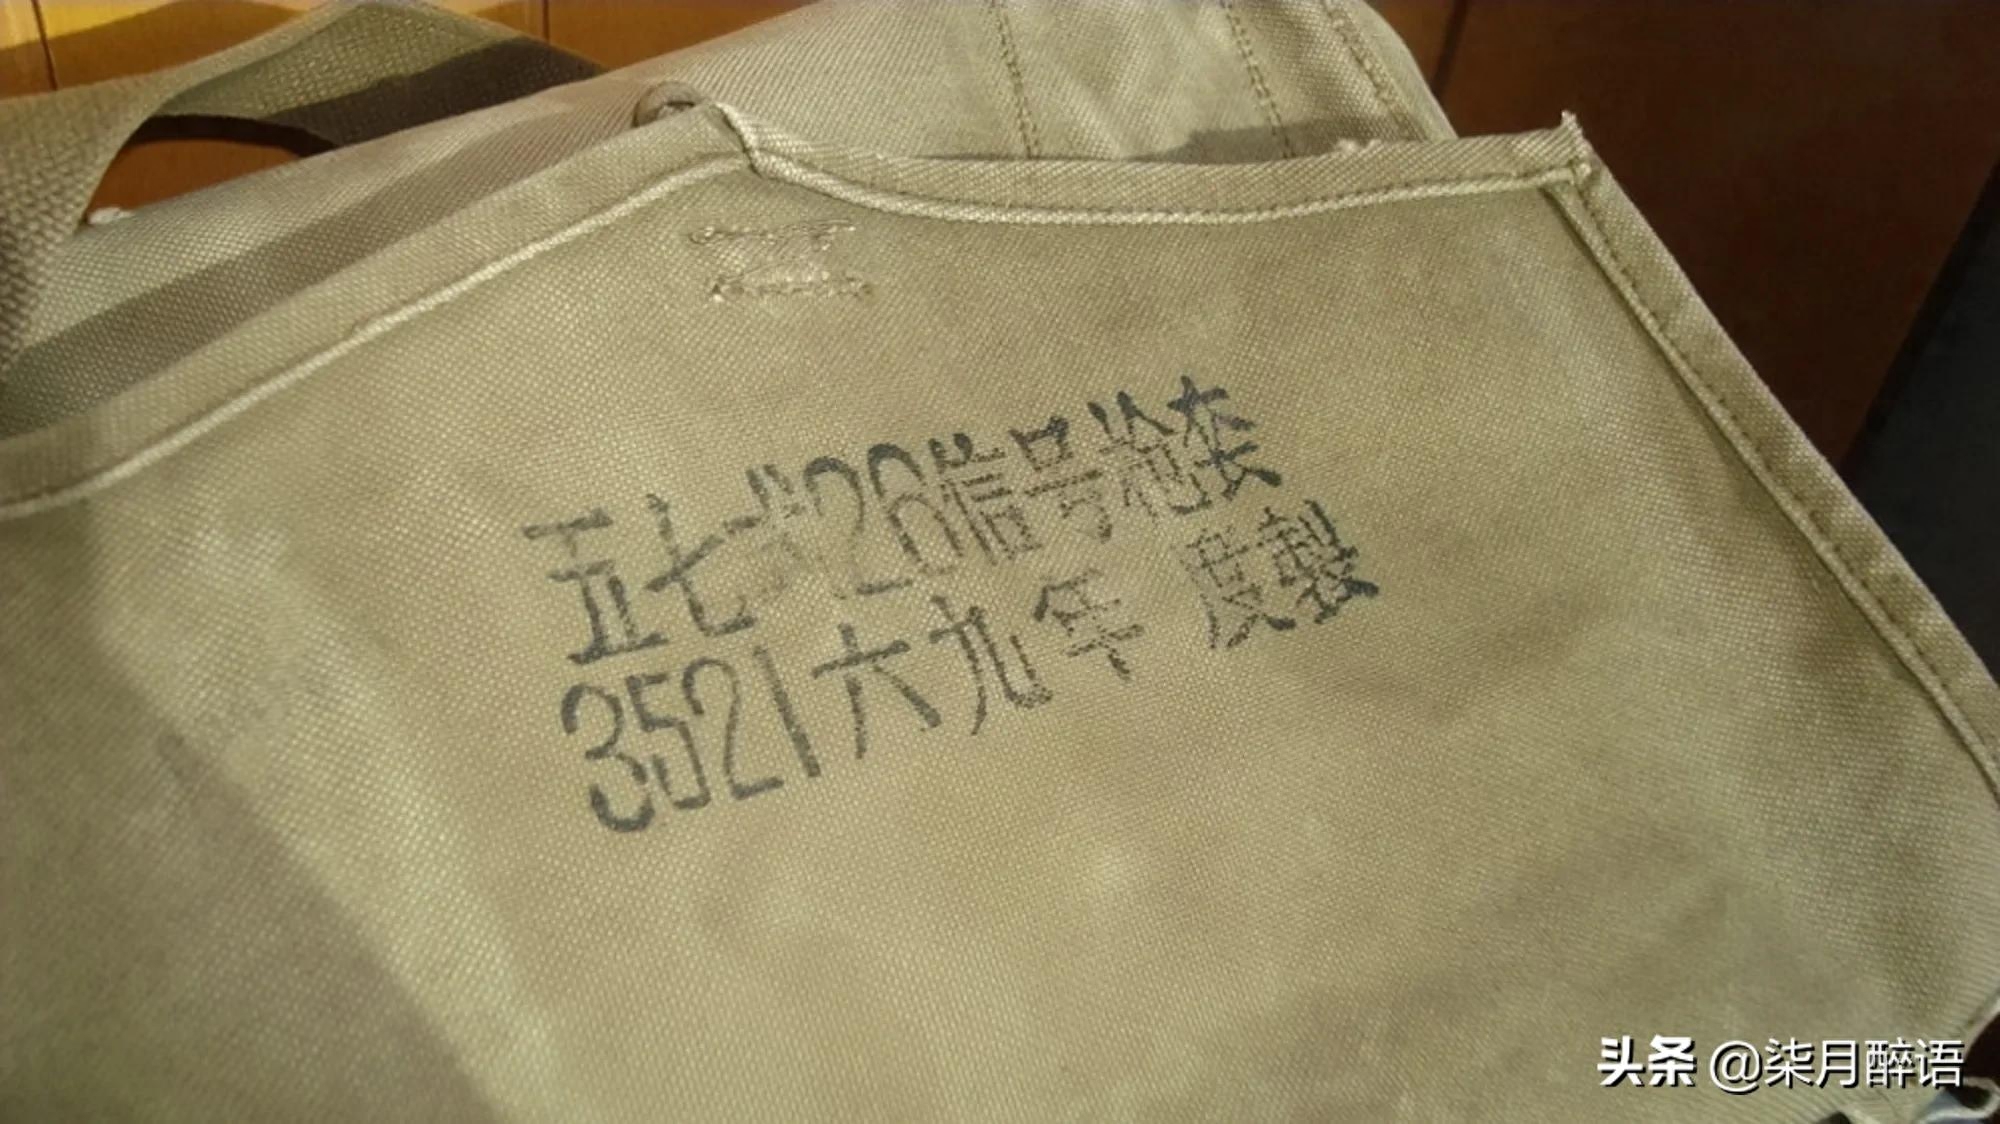 五七式26信号枪套
3521六九年度製
头条 @柒月醉语